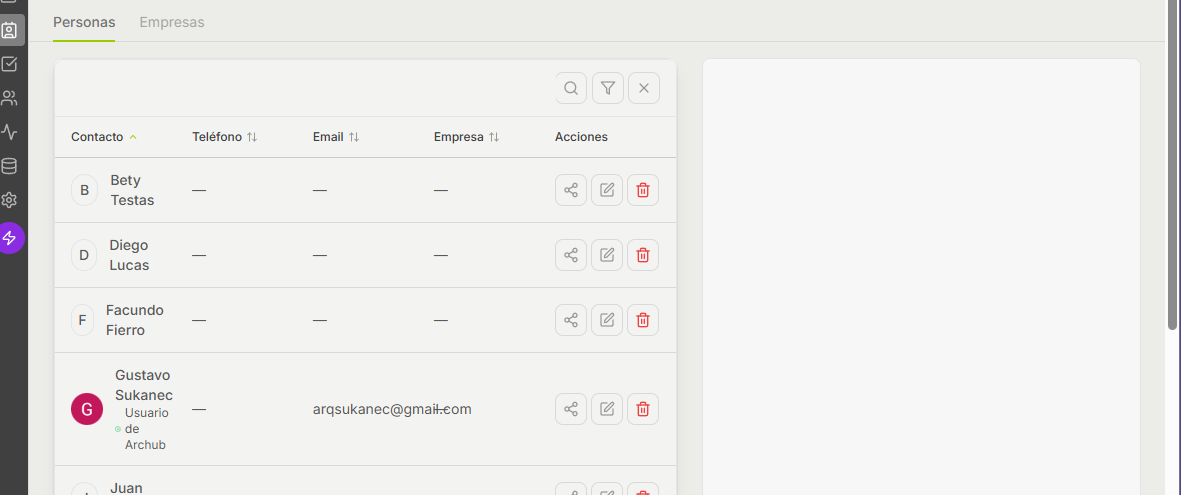 Personas Empresas
Contacto Teléfono Email Empresa Acciones
B Bety
Testas — — —
D Diego
Lucas — — —
F Facundo
Fierro — — —
G Gustavo
Sukanec
Usuario
de
Archub
— arqsukanec@gmail.com —
Juan